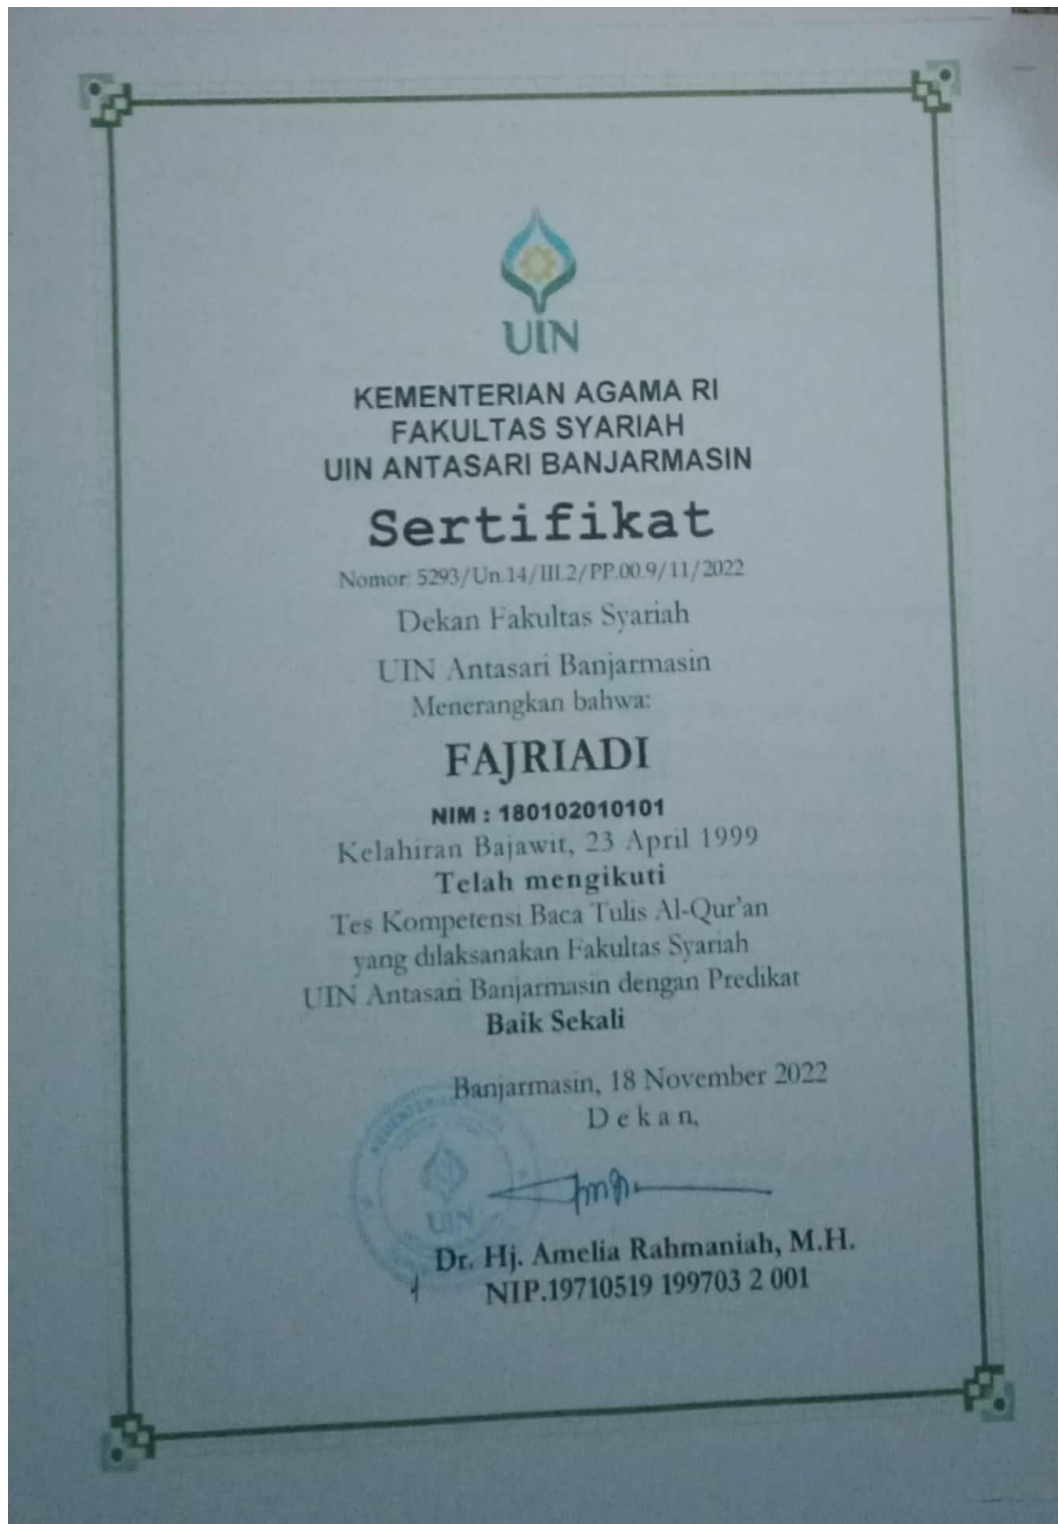 UIN
KEMENTERIAN AGAMA RI
FAKULTAS SYARIAH
UIN ANTASARI BANJARMASIN
Sertifikat
Nomor: 5293/Un.14/III.2/PP.00.9/11/2022
Dekan Fakultas Syariah
UIN Antasari Banjarmasin
Menerangkan bahwa:
FAJRIADI
NIM : 180102010101
Kelahiran Bajawit, 23 April 1999
Telah mengikuti
Tes Kompetensi Baca Tulis Al-Qur'an
yang dilaksanakan Fakultas Syariah
UIN Antasari Banjarmasin dengan Predikat
Baik Sekali
Banjarmasin, 18 November 2022
D e k a n,
UIN
Dr. Hj. Amelia Rahmaniah, M.H.
NIP.19710519 199703 2 001